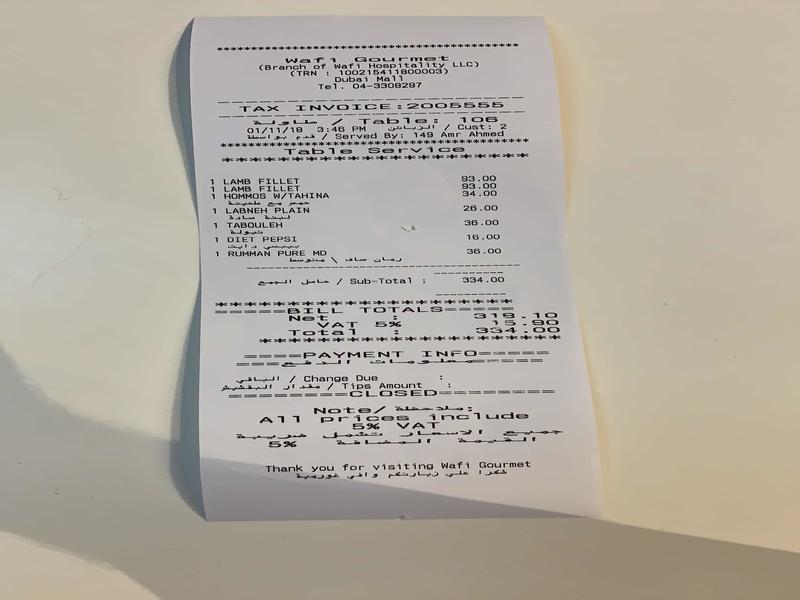 ************************************************
Wafi Gourmet
(Branch of Wafi Hospitality LLC)
(TRN : 100215411800003)
Dubai Mall
Tel. 04-3308297
TAX INVOICE:2005555
طاولة / Table: 106
01/11/18 3:46 PM الزبائن / Cust: 2
قدم بواسطة / Served By: 149 Amr Ahmed
************************************************
Table Service
1 LAMB FILLET 93.00
1 LAMB FILLET 93.00
1 HOMMOS W/TAHINA 34.00
حمص مع طحينة
1 LABNEH PLAIN 26.00
لبنة سادة
1 TABOULEH 36.00
تبولة
1 DIET PEPSI 16.00
بيبسي دايت
1 RUMMAN PURE MD 36.00
رمان صاف \ متوسط
حاصل الجمع / Sub-Total : 334.00
=====BILL TOTALS=====
Net : 318.10
VAT 5% 15.90
Total : 334.00
====PAYMENT INFO=====
===معلومات الدفع===
الباقي / Change Due :
مقدار البقشيش / Tips Amount :
==========CLOSED==========
Note/ ملاحظة:
All prices include
5% VAT
جميع الاسعار تشمل ضريبة
القيمة المضافة 5%
Thank you for visiting Wafi Gourmet
شكرا على زيارتكم وافي غورمية